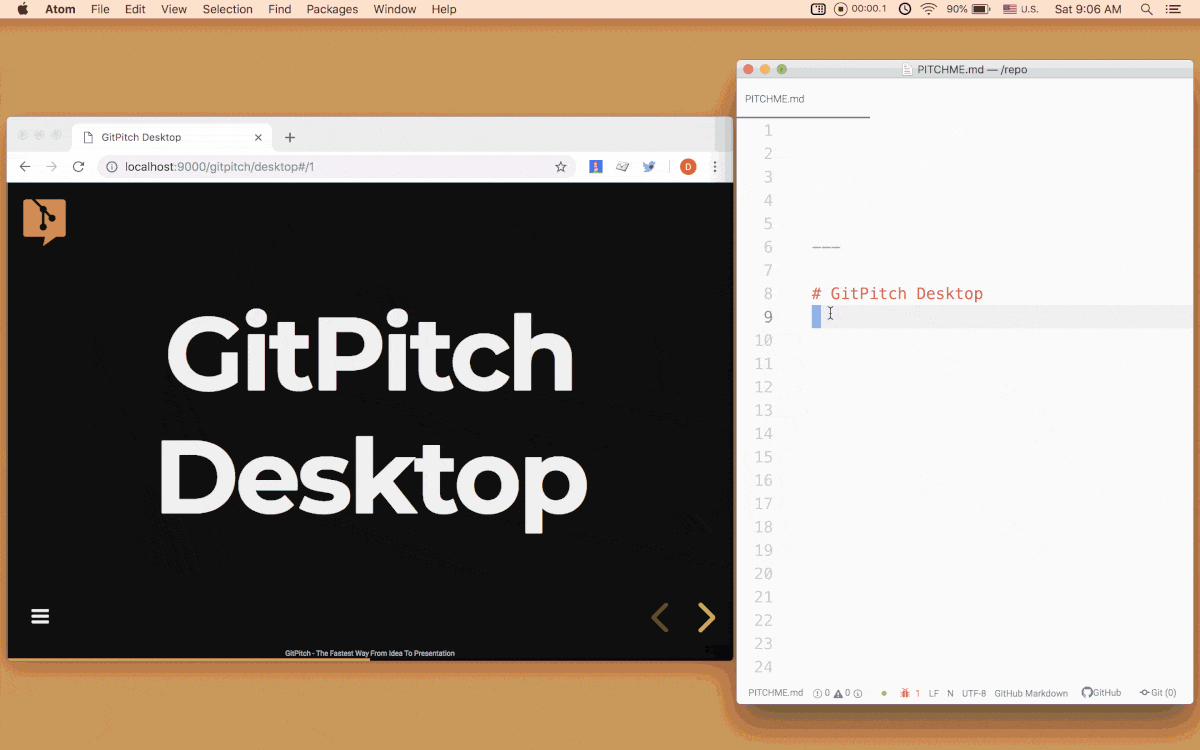 Atom File Edit View Selection Find Packages Window Help 00:00.1 90% U.S. Sat 9:06 AM
GitPitch Desktop
localhost:9000/gitpitch/desktop#/1 D
GitPitch
Desktop
GitPitch - The Fastest Way From Idea To Presentation
PITCHME.md — /repo
PITCHME.md
1
2
3
4
5
6 ---
7
8 # GitPitch Desktop
9
10
11
12
13
14
15
16
17
18
19
20
21
22
23
24
PITCHME.md 0 0 1 LF N UTF-8 GitHub Markdown GitHub Git (0)